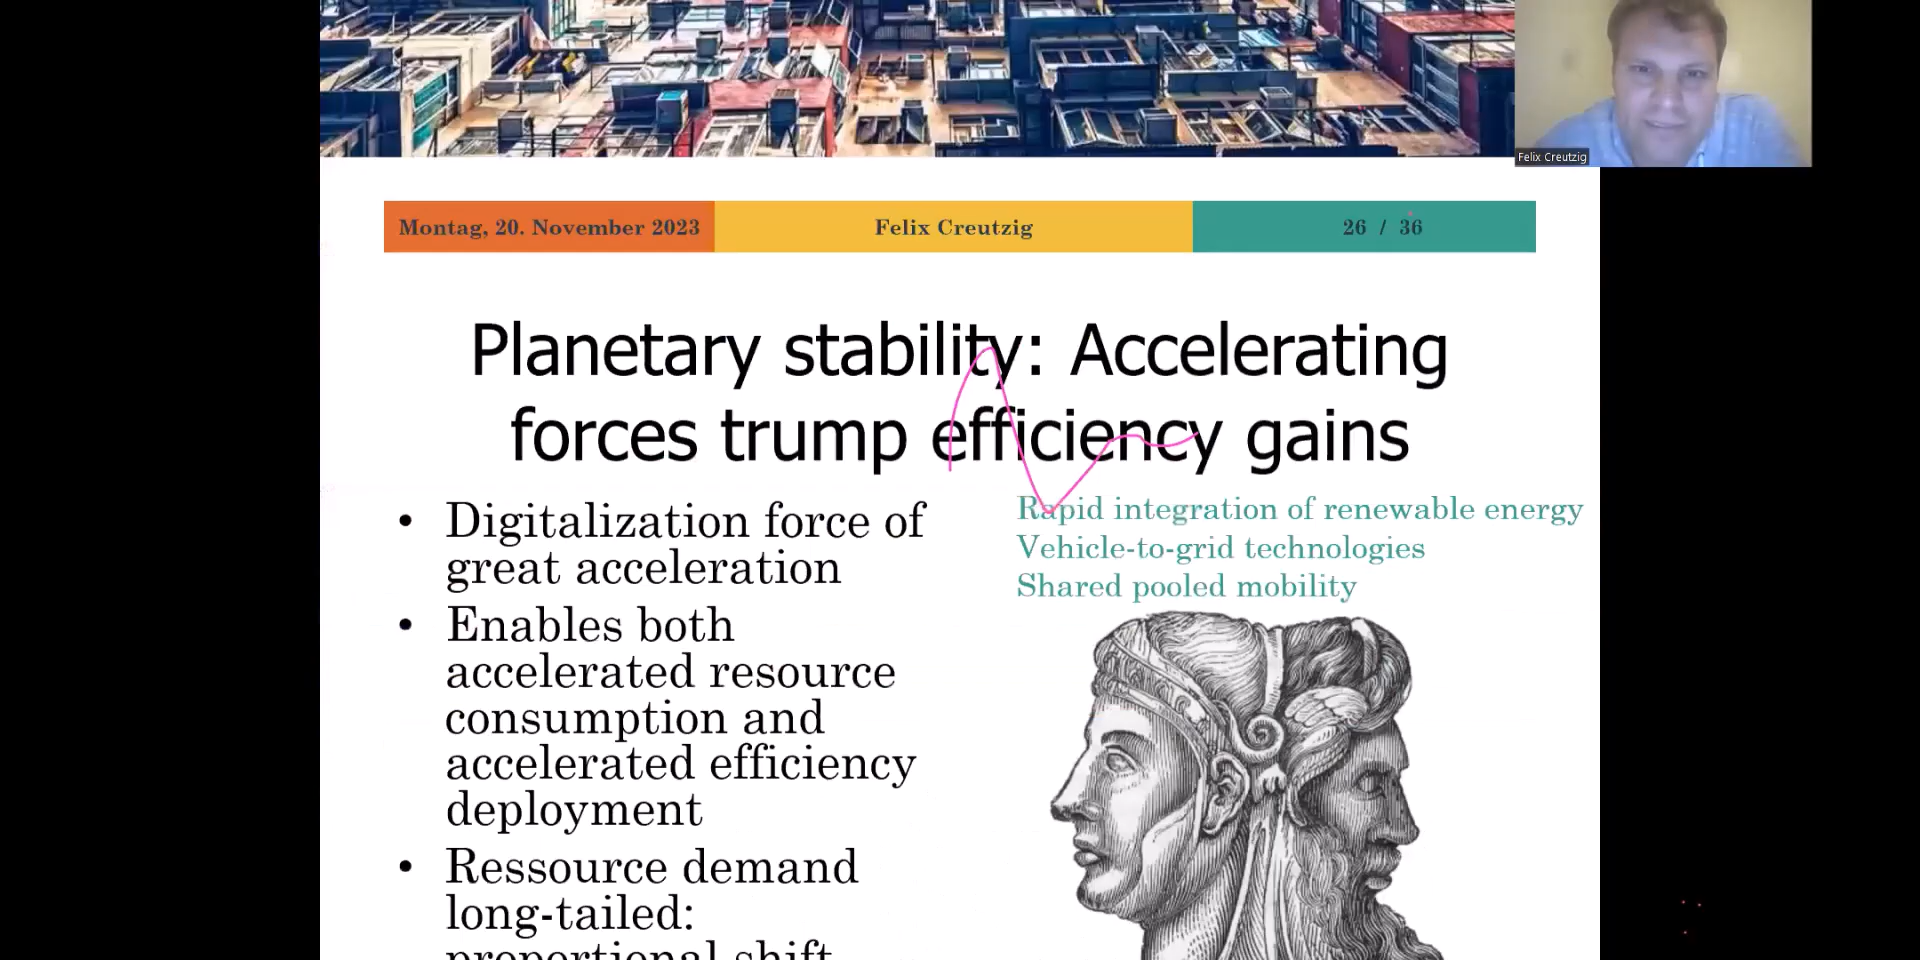 Felix Creutzig
Montag, 20. November 2023
Felix Creutzig
26 / 36
Planetary stability: Accelerating
forces trump efficiency gains
• Digitalization force of
great acceleration
• Enables both
accelerated resource
consumption and
accelerated efficiency
deployment
• Ressource demand
long-tailed:
proportional shift
Rapid integration of renewable energy
Vehicle-to-grid technologies
Shared pooled mobility